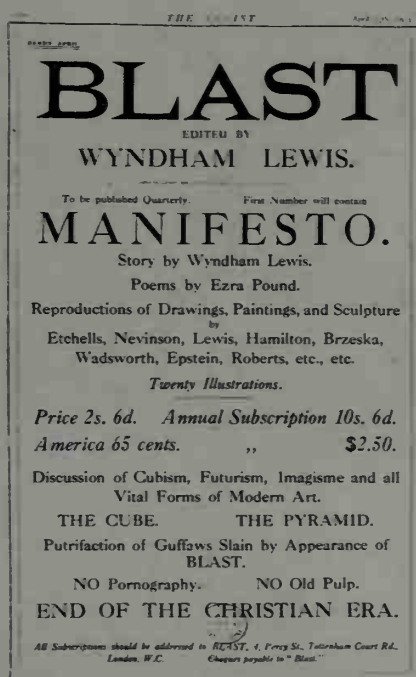 THE
READY APRIL
BLAST
EDITED BY
WYNDHAM LEWIS.
To be published Quarterly. First Number will contain
MANIFESTO.
Story by Wyndham Lewis.
Poems by Ezra Pound.
Reproductions of Drawings, Paintings, and Sculpture
by
Etchells, Nevinson, Lewis, Hamilton, Brzeska,
Wadsworth, Epstein, Roberts, etc., etc.
Twenty Illustrations.
Price 2s. 6d. Annual Subscription 10s. 6d.
America 65 cents. ,, $2.50.
Discussion of Cubism, Futurism, Imagisme and all
Vital Forms of Modern Art.
THE CUBE. THE PYRAMID.
Putrifaction of Guffaws Slain by Appearance of
BLAST.
NO Pornography. NO Old Pulp.
END OF THE CHRISTIAN ERA.
All Subscriptions should be addressed to BLAST, 4, Percy St., Tottenham Court Rd.,
London, W.C. Cheques payable to "Blast."